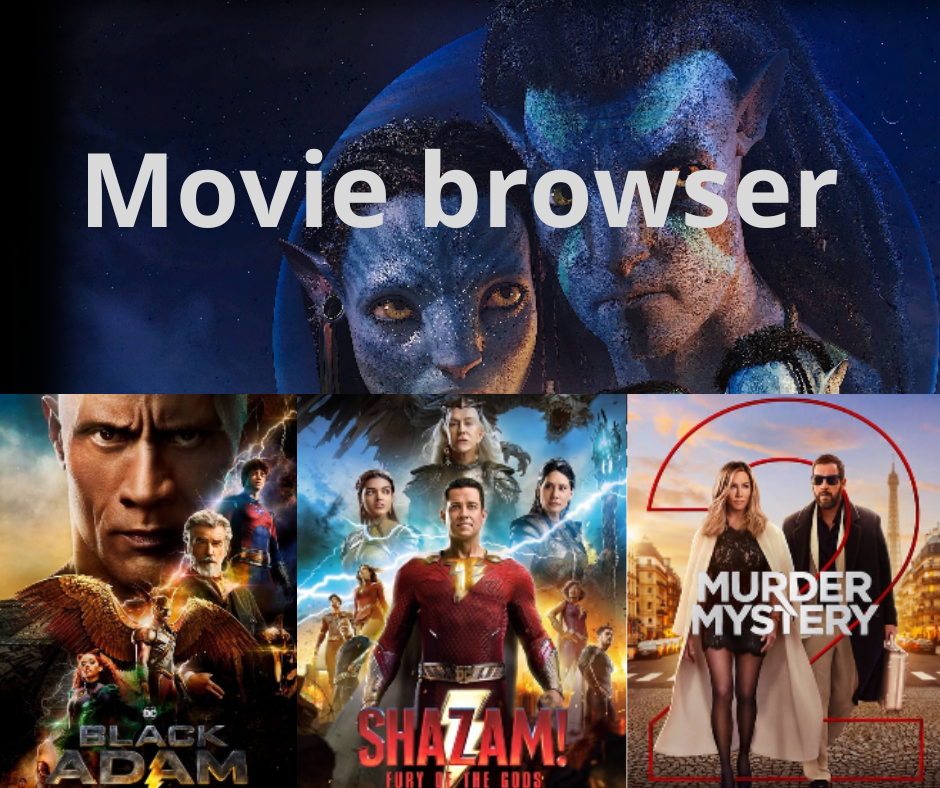 Movie browser
DC
BLACK
ADAM
SHAZAM!
FURY OF THE GODS
2
MURDER
MYSTERY